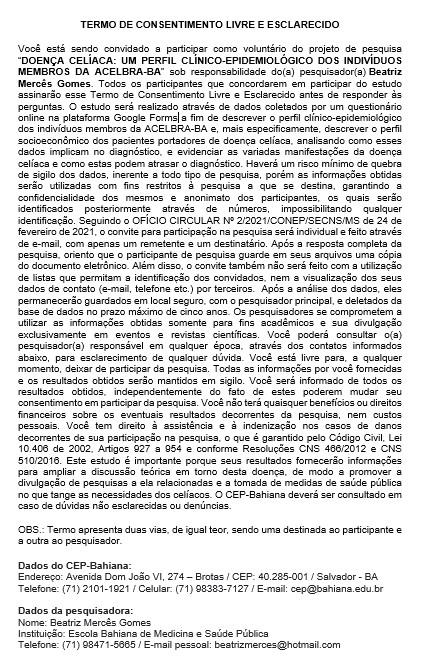 TERMO DE CONSENTIMENTO LIVRE E ESCLARECIDO
Você está sendo convidado a participar como voluntário do projeto de pesquisa
"DOENÇA CELÍACA: UM PERFIL CLÍNICO-EPIDEMIOLÓGICO DOS INDIVÍDUOS
MEMBROS DA ACELBRA-BA" sob responsabilidade do(a) pesquisador(a) Beatriz
Mercês Gomes. Todos os participantes que concordarem em participar do estudo
assinarão esse Termo de Consentimento Livre e Esclarecido antes de responder às
perguntas. O estudo será realizado através de dados coletados por um questionário
online na plataforma Google Forms a fim de descrever o perfil clínico-epidemiológico
dos indivíduos membros da ACELBRA-BA e, mais especificamente, descrever o perfil
socioeconômico dos pacientes portadores de doença celíaca, analisando como esses
dados implicam no diagnóstico, e evidenciar as variadas manifestações da doença
celíaca e como estas podem atrasar o diagnóstico. Haverá um risco mínimo de quebra
de sigilo dos dados, inerente a todo tipo de pesquisa, porém as informações obtidas
serão utilizadas com fins restritos à pesquisa a que se destina, garantindo a
confidencialidade dos mesmos e anonimato dos participantes, os quais serão
identificados posteriormente através de números, impossibilitando qualquer
identificação. Seguindo o OFÍCIO CIRCULAR Nº 2/2021/CONEP/SECNS/MS de 24 de
fevereiro de 2021, o convite para participação na pesquisa será individual e feito através
de e-mail, com apenas um remetente e um destinatário. Após a resposta completa da
pesquisa, oriento que o participante de pesquisa guarde em seus arquivos uma cópia
do documento eletrônico. Além disso, o convite também não será feito com a utilização
de listas que permitam a identificação dos convidados, nem a visualização dos seus
dados de contato (e-mail, telefone etc.) por terceiros. Após a análise dos dados, eles
permanecerão guardados em local seguro, com o pesquisador principal, e deletados da
base de dados no prazo máximo de cinco anos. Os pesquisadores se comprometem a
utilizar as informações obtidas somente para fins acadêmicos e sua divulgação
exclusivamente em eventos e revistas científicas. Você poderá consultar o(a)
pesquisador(a) responsável em qualquer época, através dos contatos informados
abaixo, para esclarecimento de qualquer dúvida. Você está livre para, a qualquer
momento, deixar de participar da pesquisa. Todas as informações por você fornecidas
e os resultados obtidos serão mantidos em sigilo. Você será informado de todos os
resultados obtidos, independentemente do fato de estes poderem mudar seu
consentimento em participar da pesquisa. Você não terá quaisquer benefícios ou direitos
financeiros sobre os eventuais resultados decorrentes da pesquisa, nem custos
pessoais. Você tem direito à assistência e à indenização nos casos de danos
decorrentes de sua participação na pesquisa, o que é garantido pelo Código Civil, Lei
10.406 de 2002, Artigos 927 a 954 e conforme Resoluções CNS 466/2012 e CNS
510/2016. Este estudo é importante porque seus resultados fornecerão informações
para ampliar a discussão teórica em torno desta doença, de modo a promover a
divulgação de pesquisas a ela relacionadas e a tomada de medidas de saúde pública
no que tange as necessidades dos celíacos. O CEP-Bahiana deverá ser consultado em
caso de dúvidas não esclarecidas ou denúncias.
OBS.: Termo apresenta duas vias, de igual teor, sendo uma destinada ao participante e
a outra ao pesquisador.
Dados do CEP-Bahiana:
Endereço: Avenida Dom João VI, 274 – Brotas / CEP: 40.285-001 / Salvador - BA
Telefone: (71) 2101-1921 / Celular: (71) 98383-7127 / E-mail: cep@bahiana.edu.br
Dados da pesquisadora:
Nome: Beatriz Mercês Gomes
Instituição: Escola Bahiana de Medicina e Saúde Pública
Telefone: (71) 98471-5665 / E-mail pessoal: beatrizmerces@hotmail.com